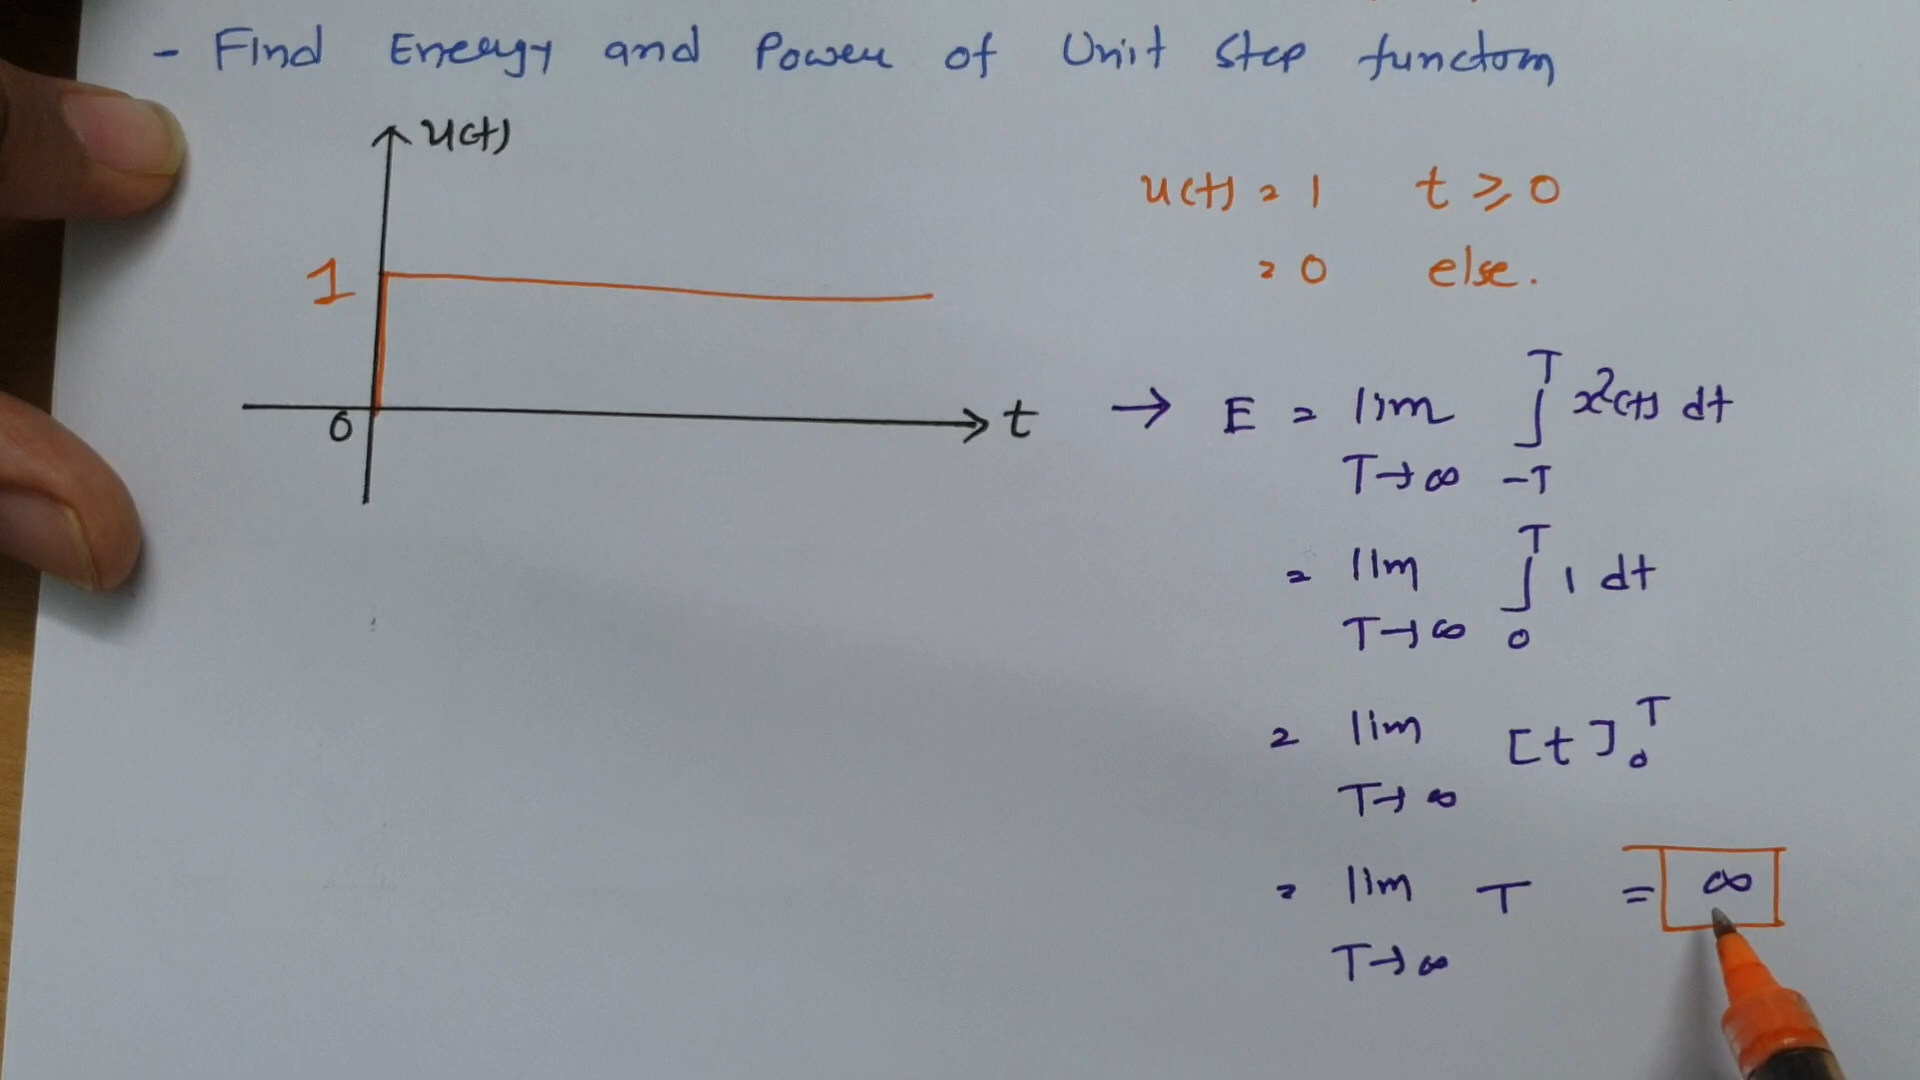 - Find Energy and Power of Unit Step function
u(t)
1
0
t
u(t) = 1 t ≥ 0
= 0 else.
→ E = lim T→∞ ∫_{-T}^{T} x²(t) dt
= lim T→∞ ∫_{0}^{T} 1 dt
= lim T→∞ [t]_{0}^{T}
= lim T→∞ T = ∞